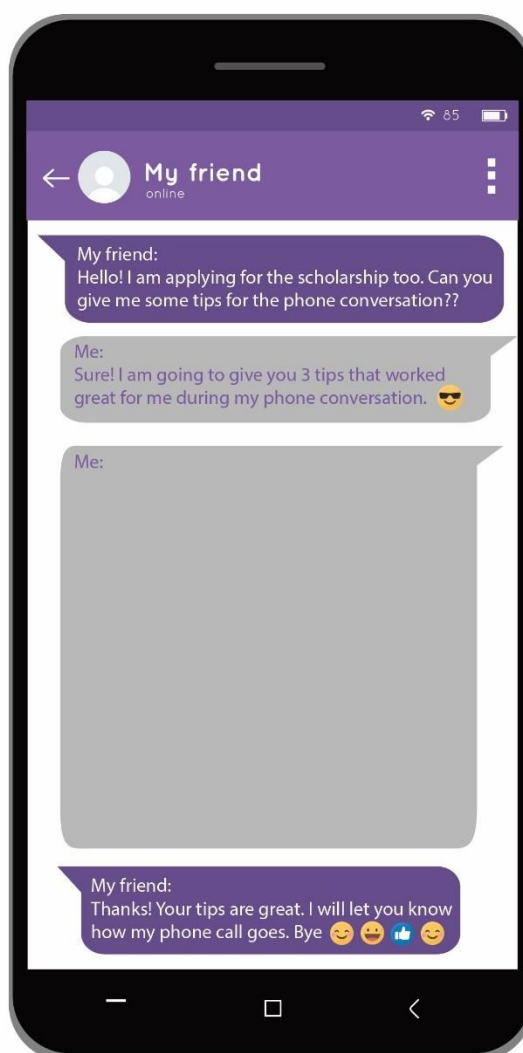 85
My friend
online
My friend:
Hello! I am applying for the scholarship too. Can you
give me some tips for the phone conversation??
Me:
Sure! I am going to give you 3 tips that worked
great for me during my phone conversation. 😎
Me:
My friend:
Thanks! Your tips are great. I will let you know
how my phone call goes. Bye 😊 😀 👍 😊